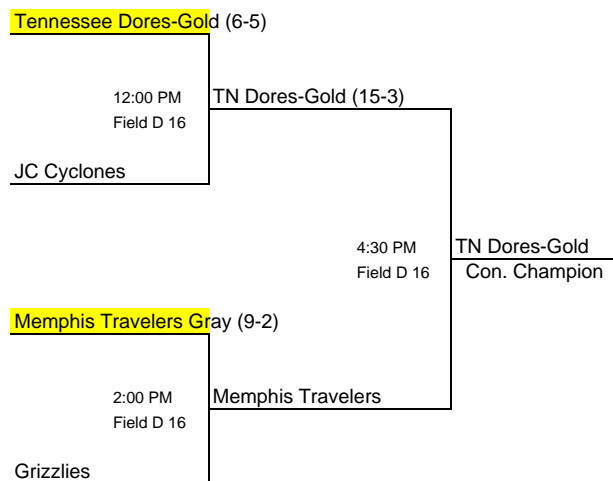 Tennessee Dores-Gold (6-5)
12:00 PM
TN Dores-Gold (15-3)
Field D 16
JC Cyclones
4:30 PM
TN Dores-Gold
Field D 16
Con. Champion
Memphis Travelers Gray (9-2)
2:00 PM
Memphis Travelers
Field D 16
Grizzlies